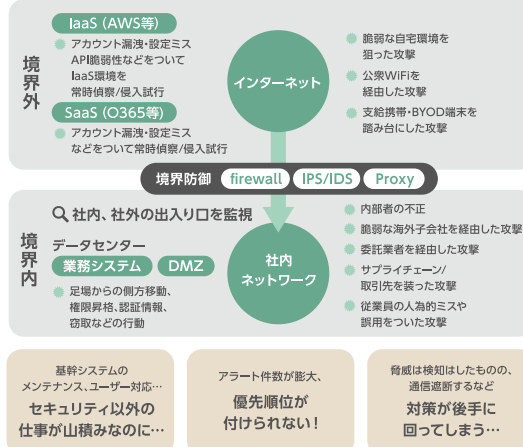 境界外
IaaS（AWS等）
アカウント漏洩・設定ミス
API脆弱性などをついて
IaaS環境を
常時偵察/侵入試行
SaaS（O365等）
アカウント漏洩・設定ミス
などをついて常時偵察/侵入試行
インターネット
脆弱な自宅環境を
狙った攻撃
公衆WiFiを
経由した攻撃
支給携帯・BYOD端末を
踏み台にした攻撃
境界防御 firewall IPS/IDS Proxy
境界内
社内、社外の出入り口を監視
データセンター
業務システム DMZ
足場からの側方移動、
権限昇格、認証情報、
窃取などの行動
社内
ネットワーク
内部者の不正
脆弱な海外子会社を経由した攻撃
委託業者を経由した攻撃
サプライチェーン/
取引先を装った攻撃
従業員の人為的ミスや
誤用をついた攻撃
基幹システムの
メンテナンス、ユーザー対応…
セキュリティ以外の
仕事が山積みなのに…
アラート件数が膨大、
優先順位が
付けられない！
脅威は検知はしたものの、
通信遮断するなど
対策が後手に
回ってしまう…